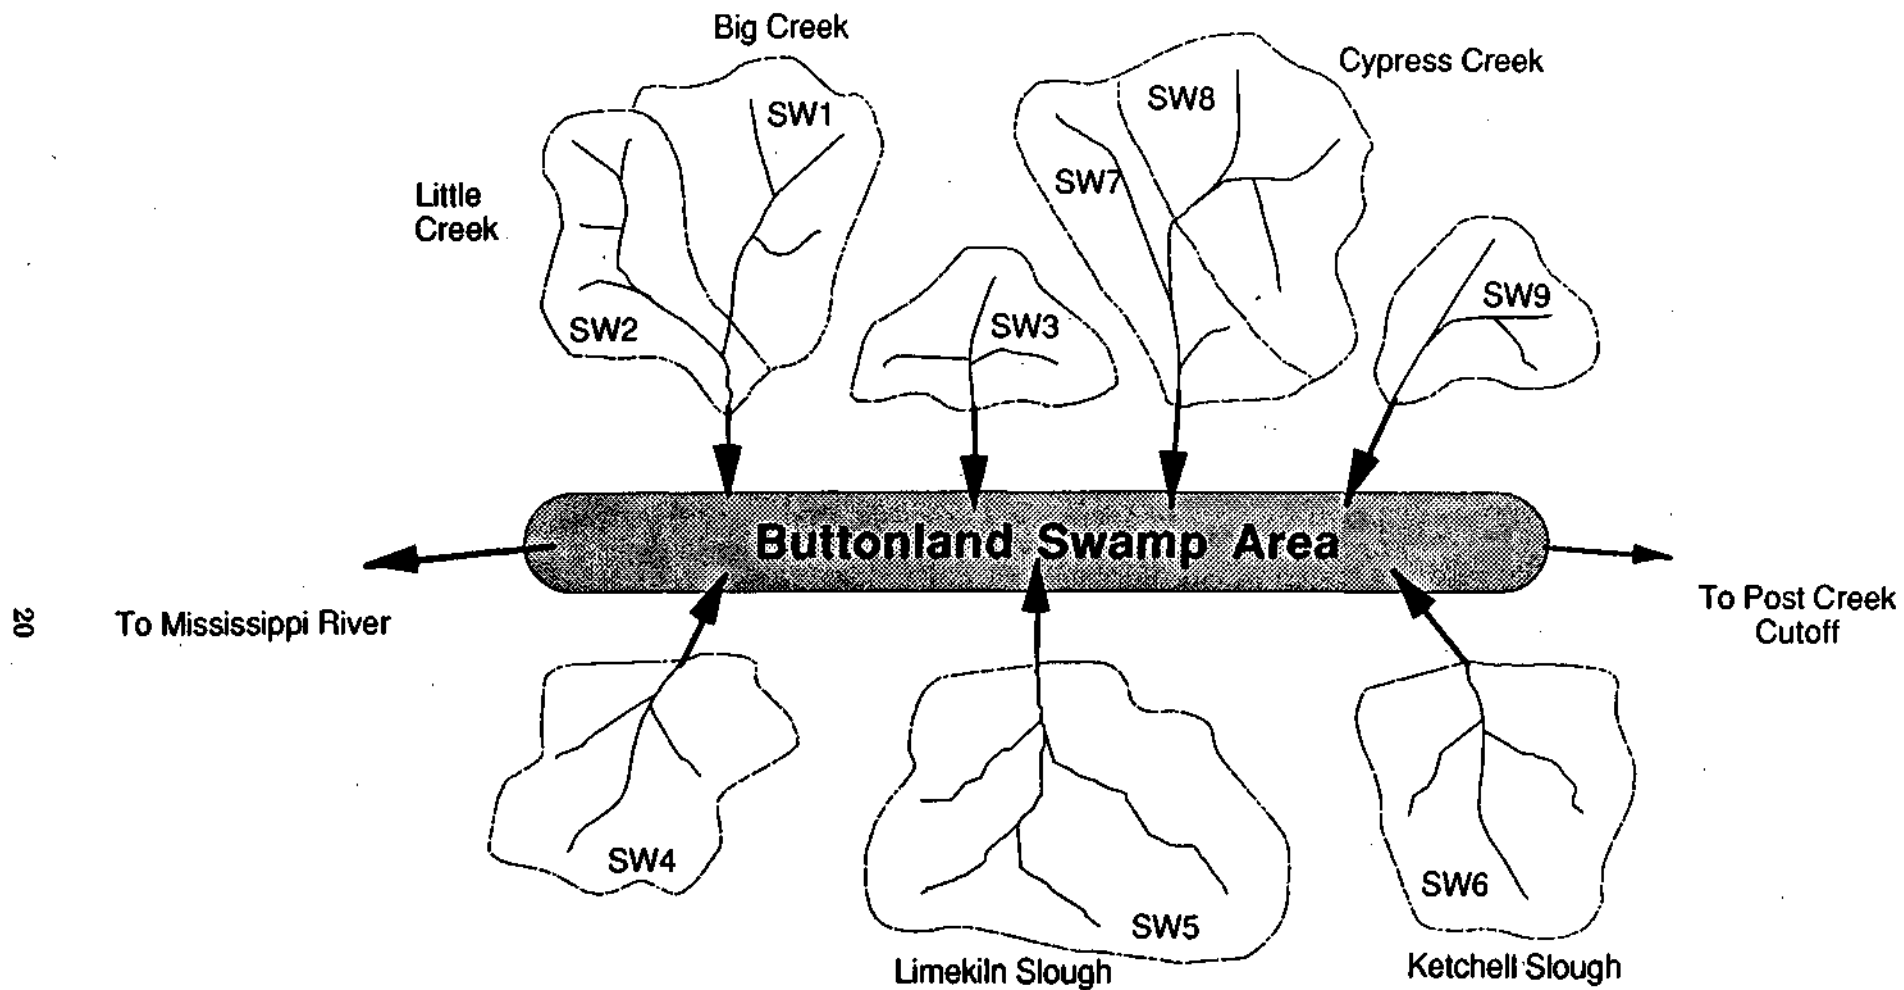 Big Creek
Cypress Creek
SW1
SW8
Little
Creek
SW7
SW2
SW3
SW9
Buttonland Swamp Area
To Mississippi River
To Post Creek
Cutoff
20
SW4
SW5
SW6
Limekiln Slough
Ketchell Slough